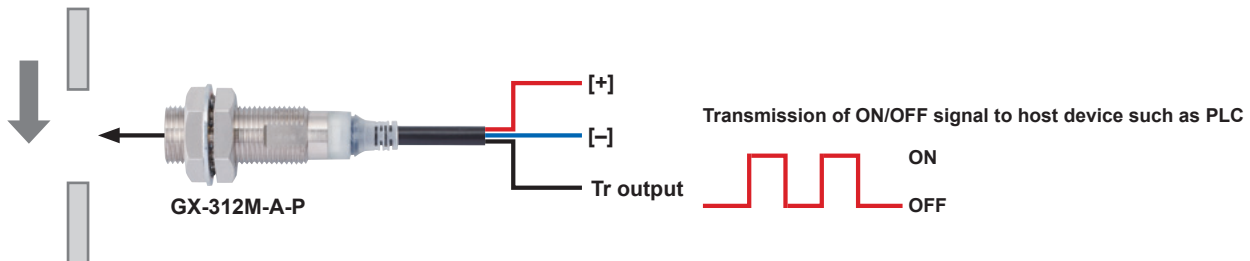 [+]
Transmission of ON/OFF signal to host device such as PLC
[–]
ON
Tr output
OFF
GX-312M-A-P